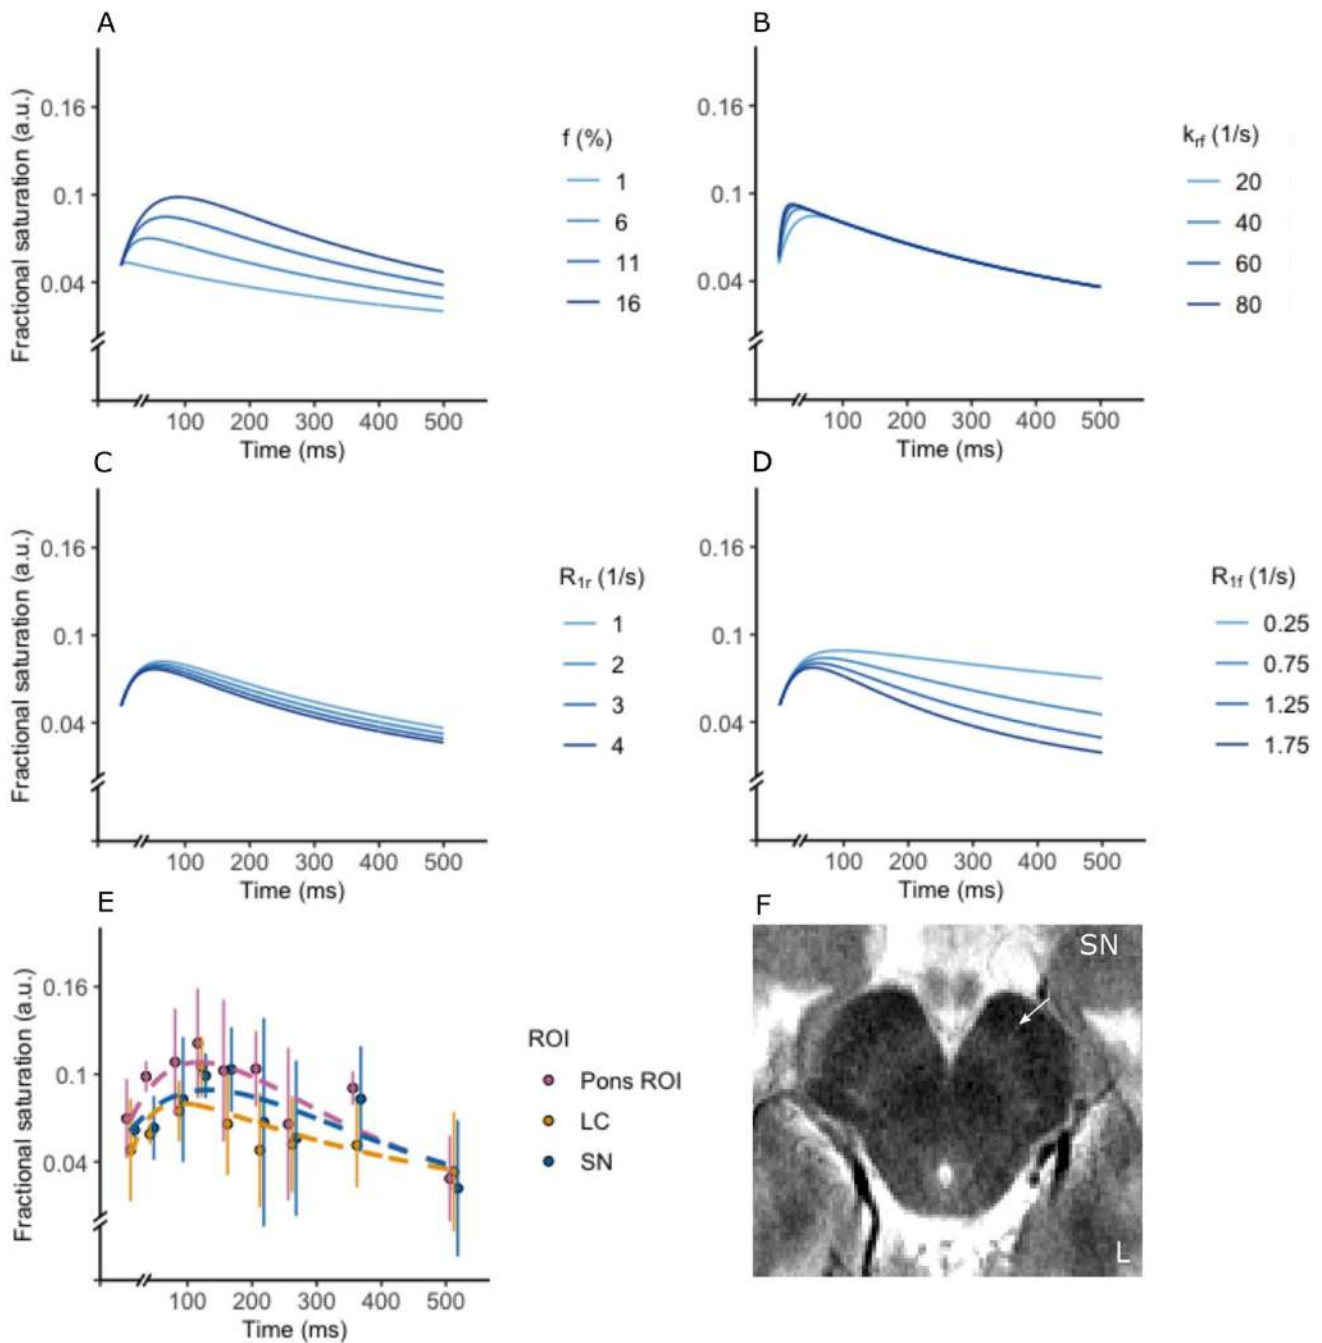 A
Fractional saturation (a.u.)
0.16
0.1
0.04
100 200 300 400 500
Time (ms)
f (%)
1
6
11
16
B
0.16
0.1
0.04
100 200 300 400 500
Time (ms)
krf (1/s)
20
40
60
80
C
Fractional saturation (a.u.)
0.16
0.1
0.04
100 200 300 400 500
Time (ms)
R1r (1/s)
1
2
3
4
D
0.16
0.1
0.04
100 200 300 400 500
Time (ms)
R1f (1/s)
0.25
0.75
1.25
1.75
E
Fractional saturation (a.u.)
0.16
0.1
0.04
100 200 300 400 500
Time (ms)
ROI
Pons ROI
LC
SN
F
SN
L